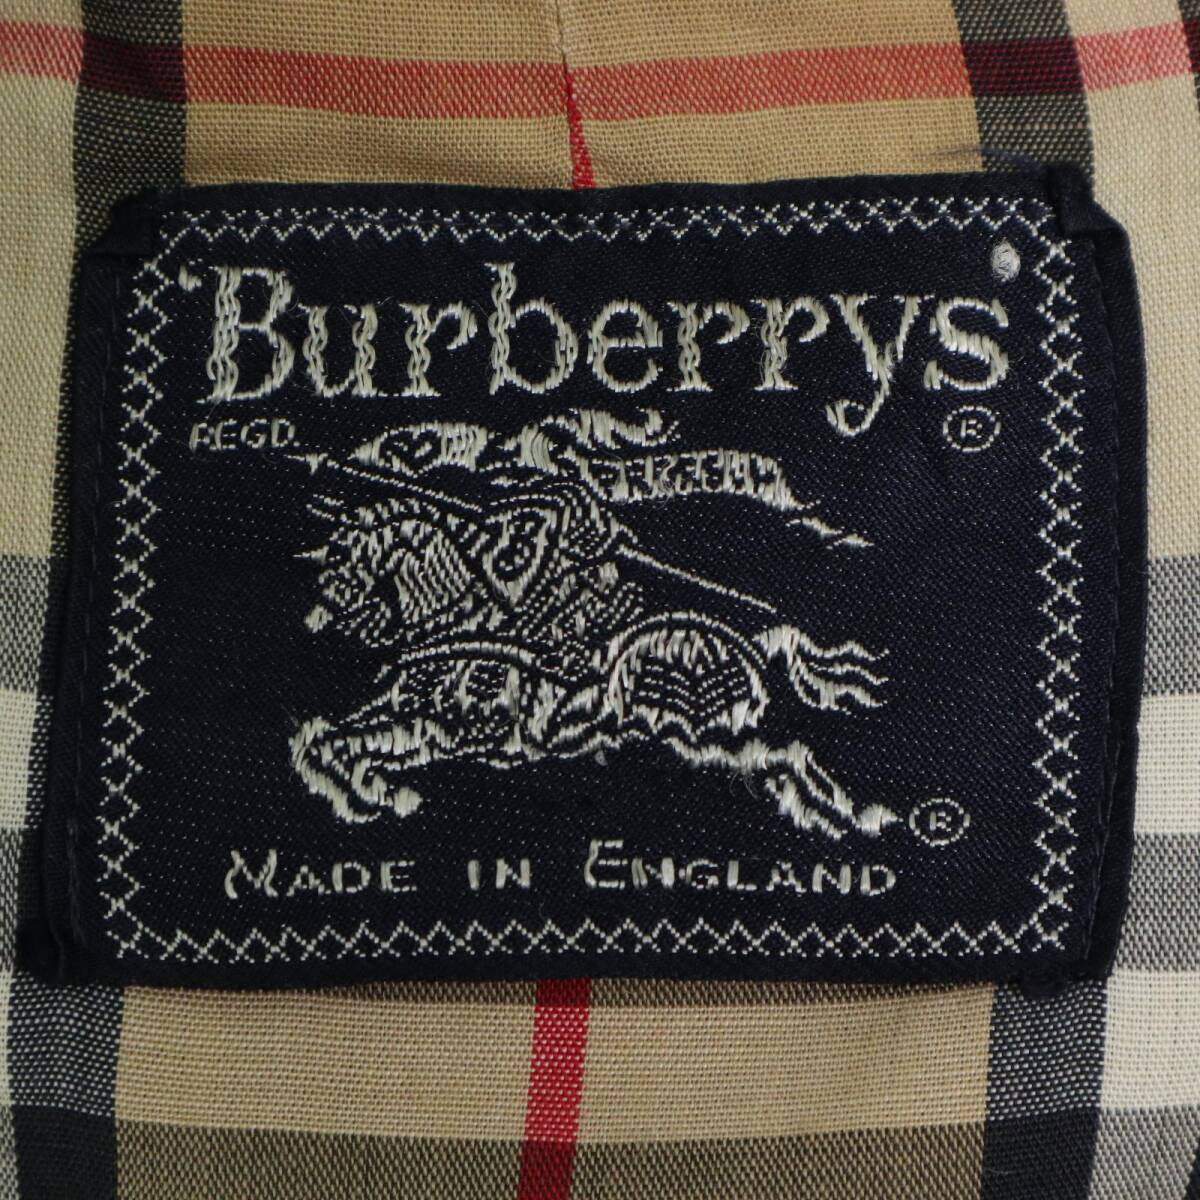 'Burberrys'
REGD. ®
®
MADE IN ENGLAND